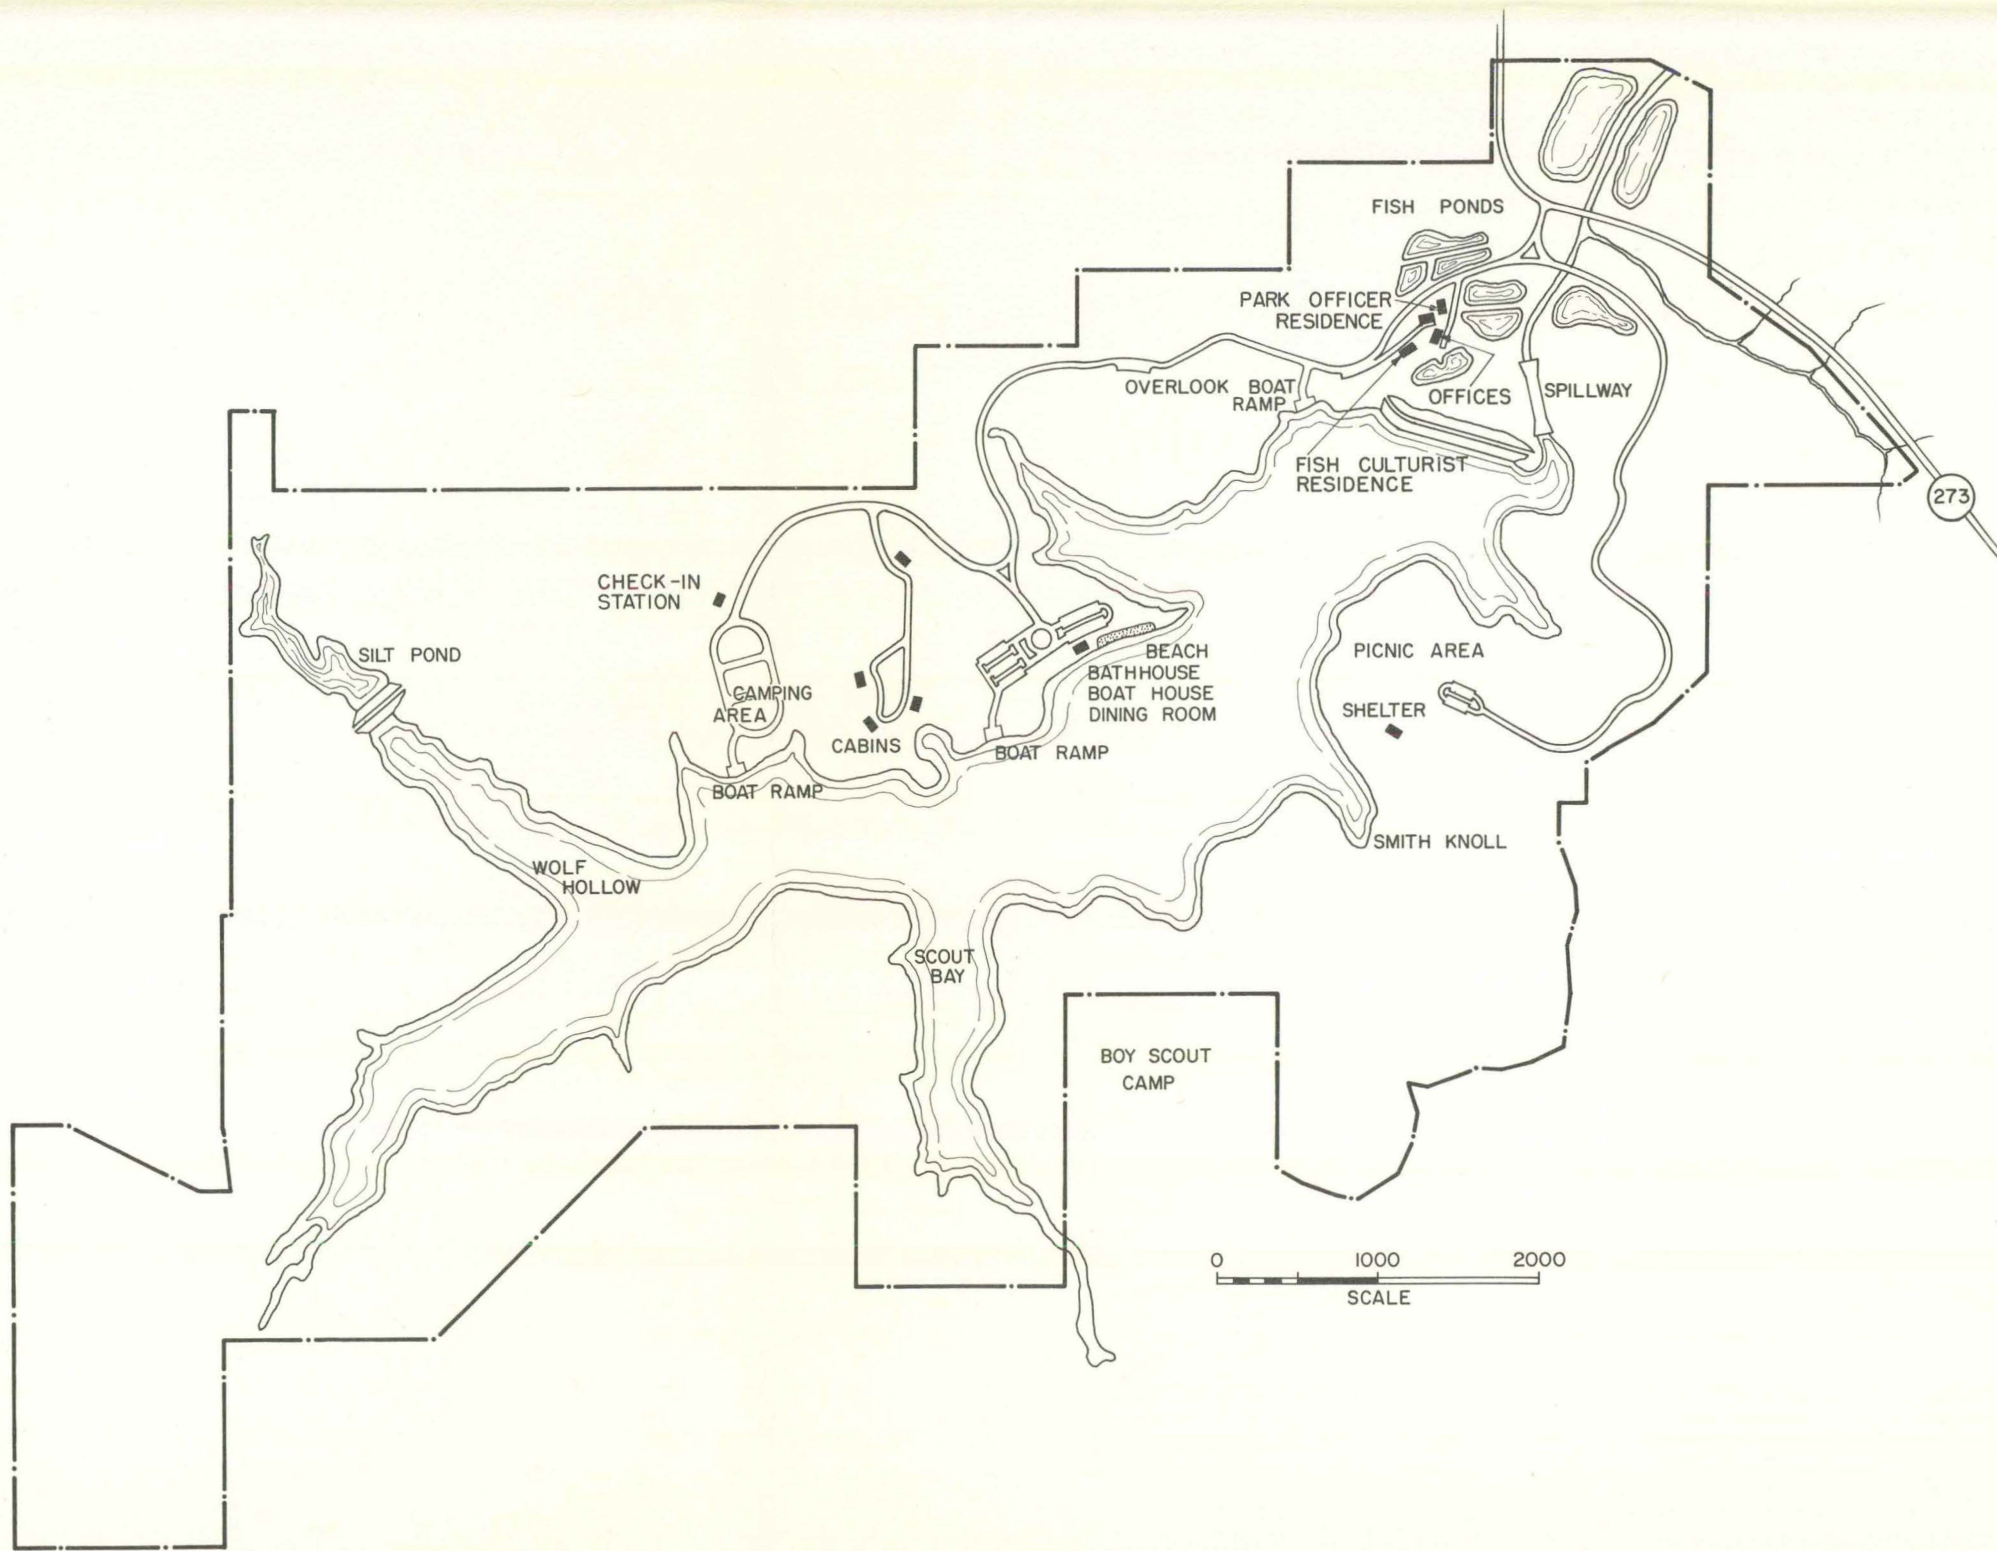 FISH PONDS
PARK OFFICER
RESIDENCE
OVERLOOK BOAT
RAMP
OFFICES
SPILLWAY
FISH CULTURIST
RESIDENCE
273
CHECK-IN
STATION
SILT POND
CAMPING
AREA
CABINS
BEACH
BATHHOUSE
BOAT HOUSE
DINING ROOM
PICNIC AREA
SHELTER
BOAT RAMP
BOAT RAMP
SMITH KNOLL
WOLF
HOLLOW
SCOUT
BAY
BOY SCOUT
CAMP
0 1000 2000
SCALE